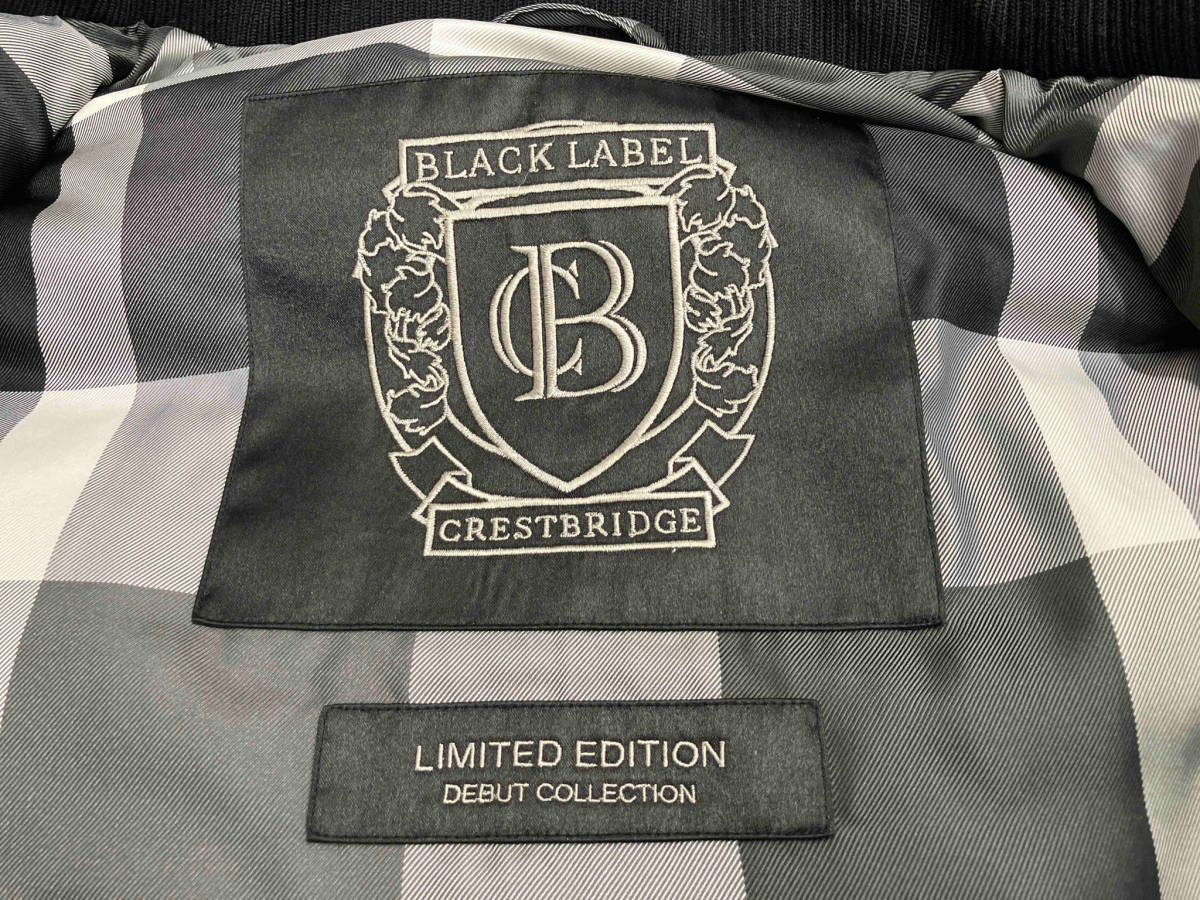 BLACK LABEL
CB
CRESTBRIDGE
LIMITED EDITION
DEBUT COLLECTION